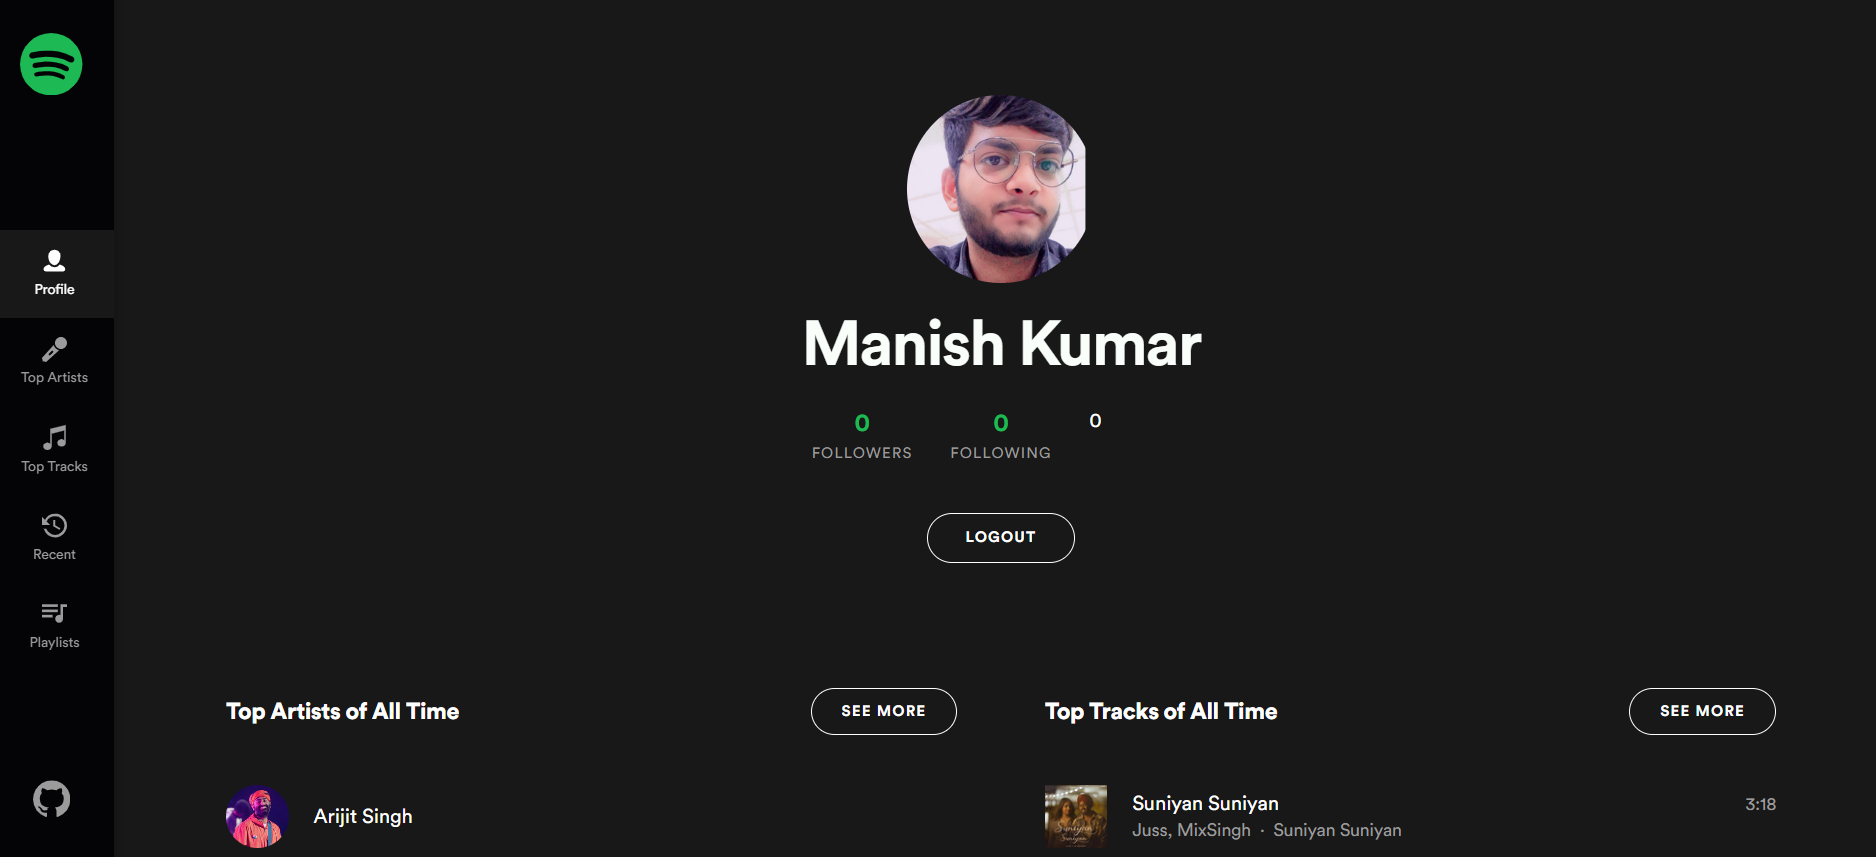 Profile
Top Artists
Top Tracks
Recent
Playlists
Manish Kumar
0 0 0
FOLLOWERS FOLLOWING
LOGOUT
Top Artists of All Time
SEE MORE
Arijit Singh
Top Tracks of All Time
SEE MORE
Suniyan Suniyan
Suniyan Suniyan
3:18
Juss, MixSingh · Suniyan Suniyan